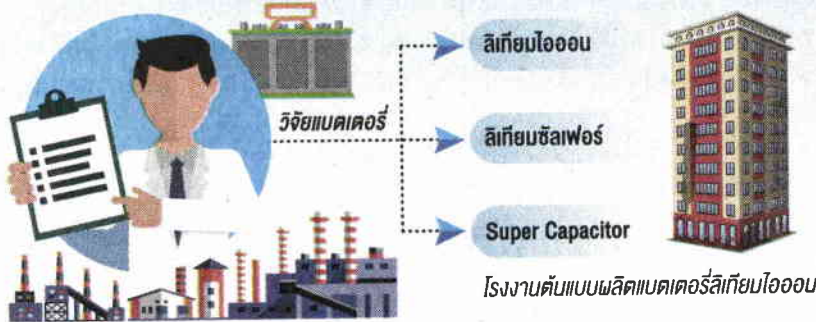 ลิเทียมไอออน
วิจัยแบตเตอรี่
ลิเทียมซัลเฟอร์
Super Capacitor
โรงงานต้นแบบผลิตแบตเตอรี่ลิเทียมไอออน